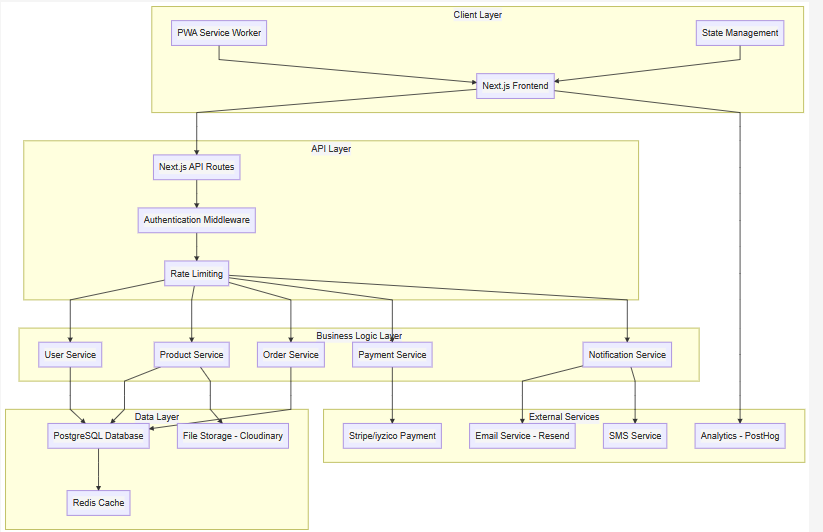 Client Layer
PWA Service Worker
State Management
Next.js Frontend
API Layer
Next.js API Routes
Authentication Middleware
Rate Limiting
Business Logic Layer
User Service
Product Service
Order Service
Payment Service
Notification Service
Data Layer
External Services
PostgreSQL Database
File Storage - Cloudinary
Stripe/iyzico Payment
Email Service - Resend
SMS Service
Analytics - PostHog
Redis Cache